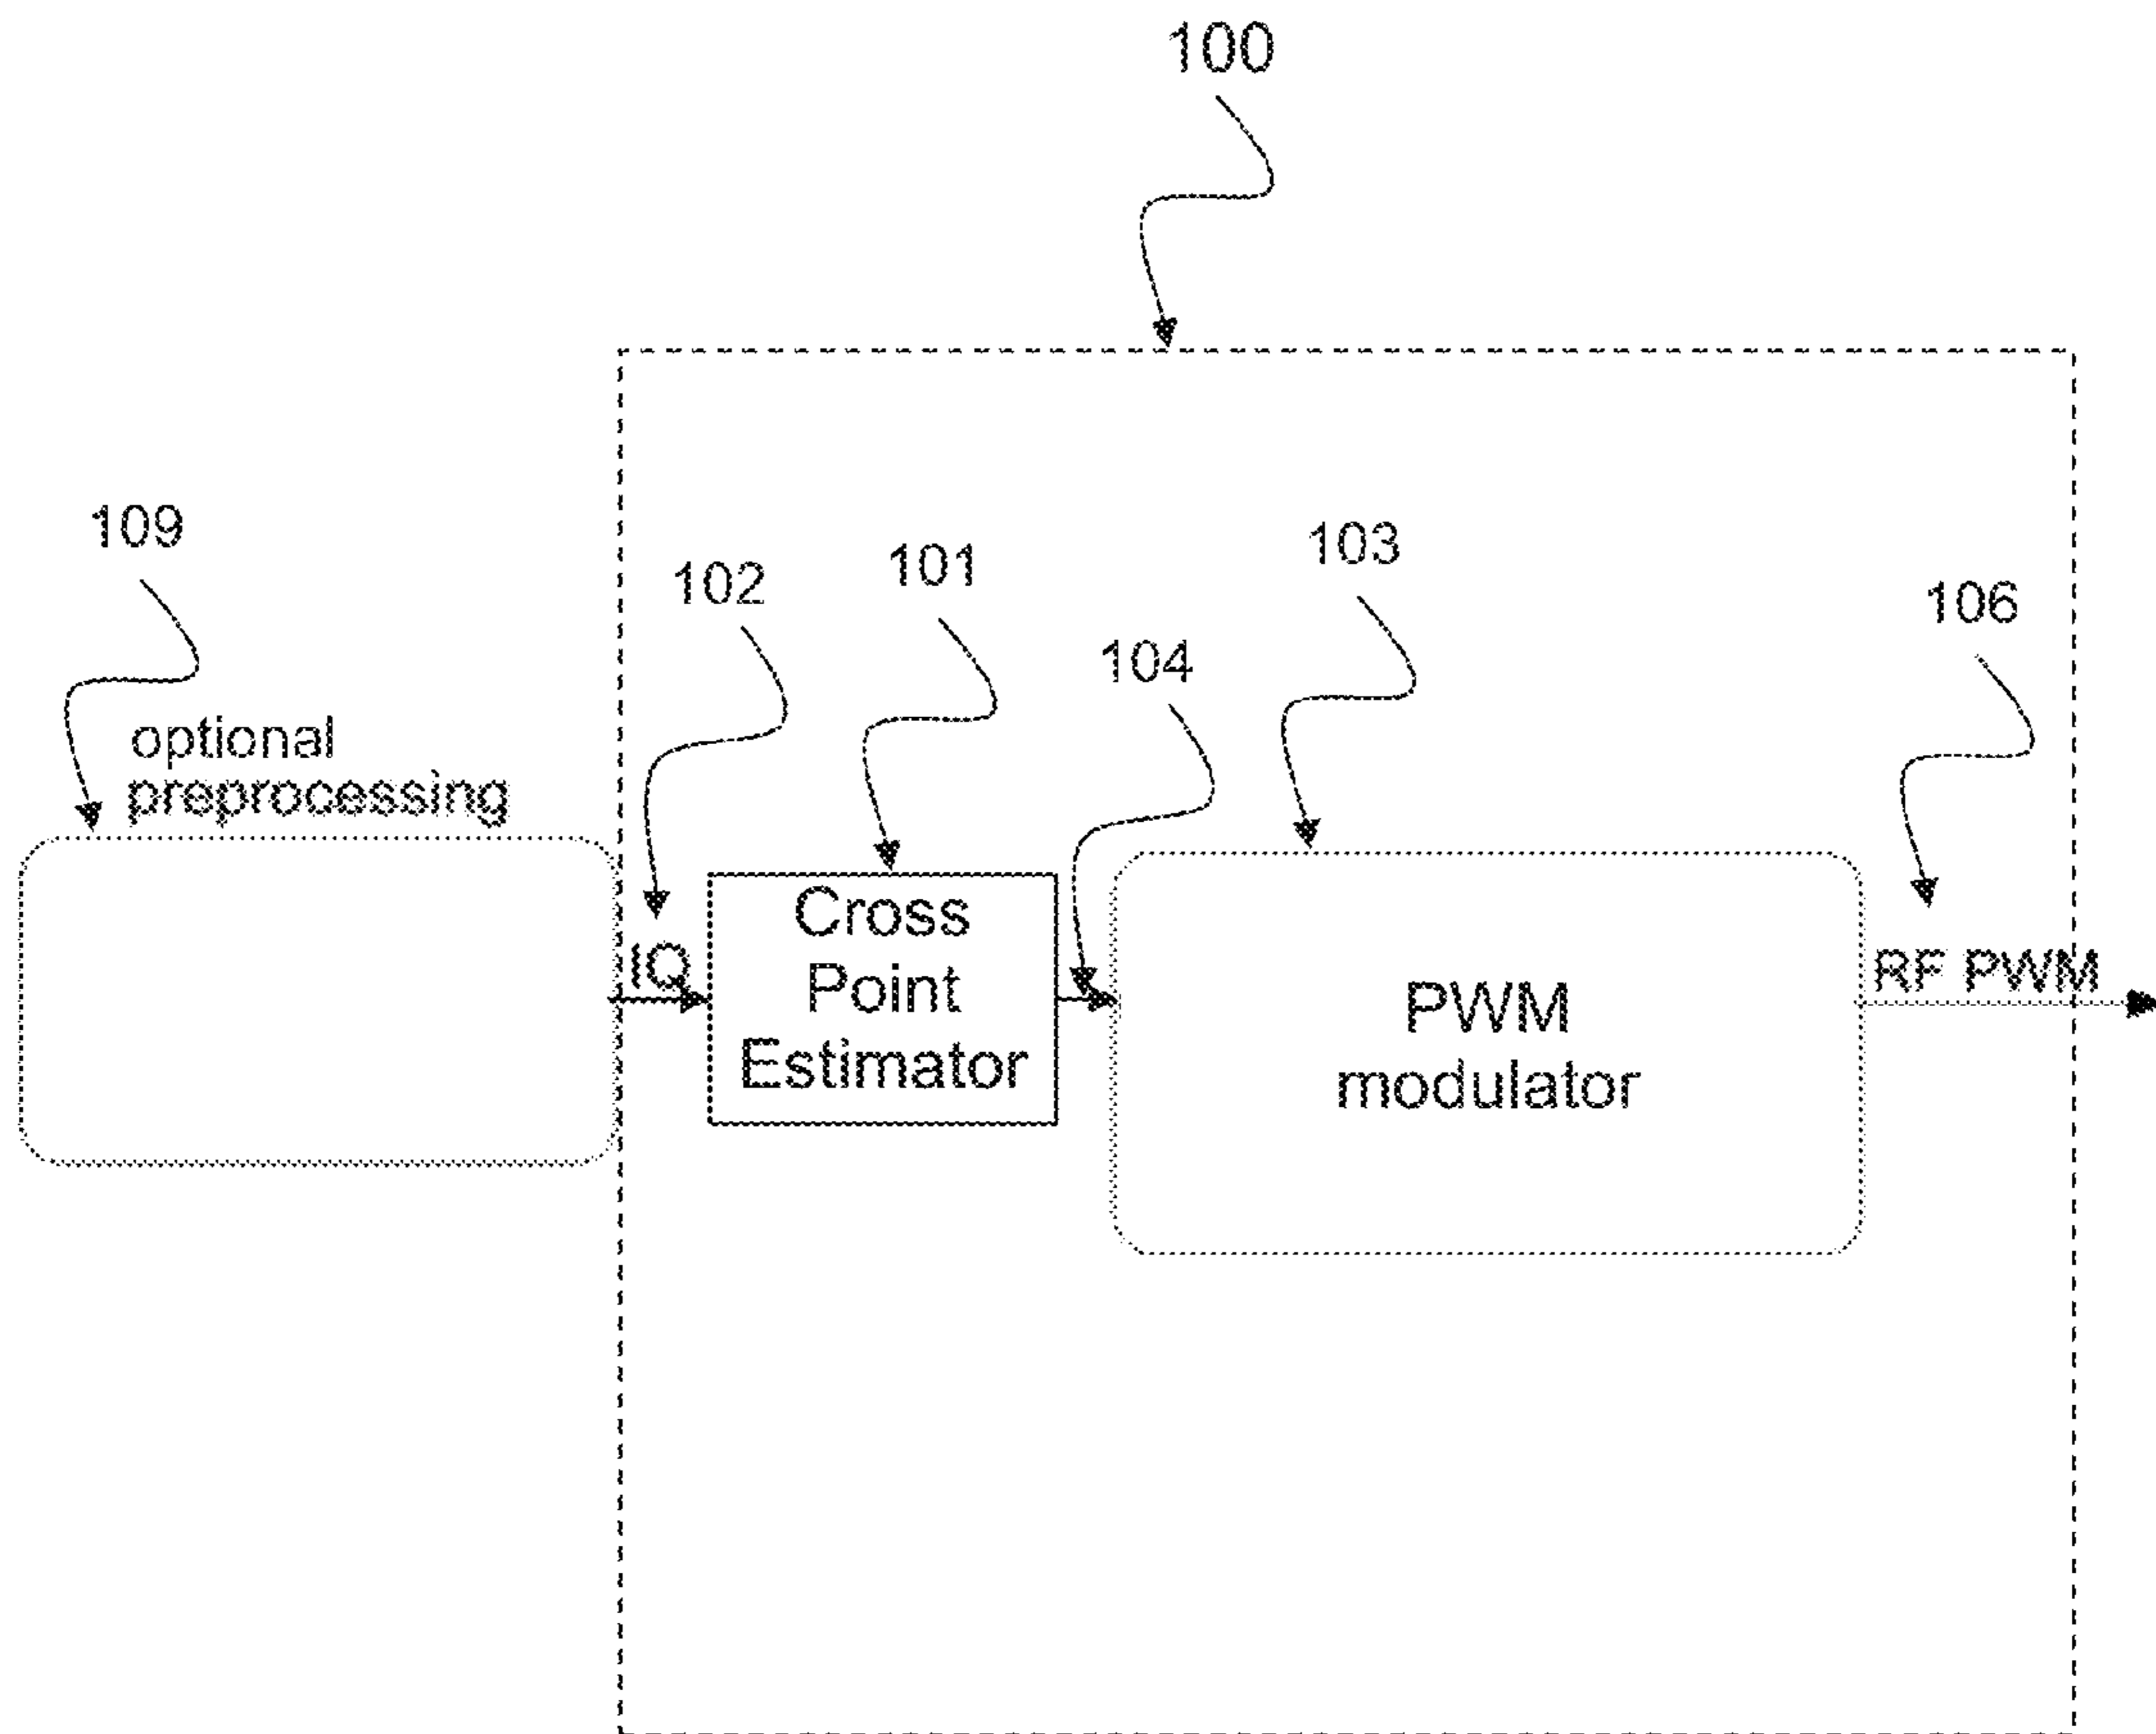 100
109
102
101
104
103
106
optional
preprocessing
IQ
Cross
Point
Estimator
PWM
modulator
RF PWM